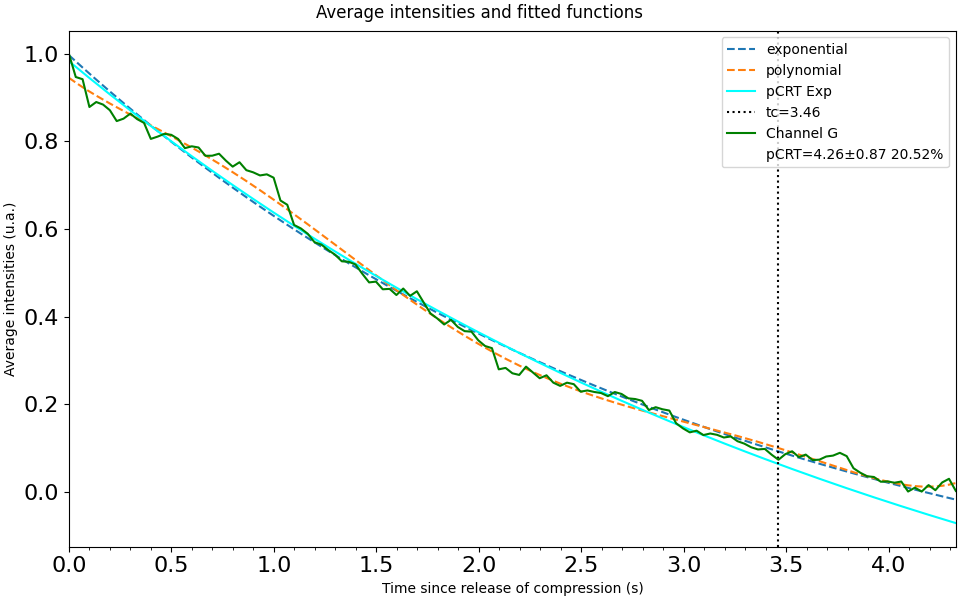 Average intensities and fitted functions
Average intensities (u.a.)
1.0
0.8
0.6
0.4
0.2
0.0
exponential
polynomial
pCRT Exp
tc=3.46
Channel G
pCRT=4.26±0.87 20.52%
0.0 0.5 1.0 1.5 2.0 2.5 3.0 3.5 4.0
Time since release of compression (s)